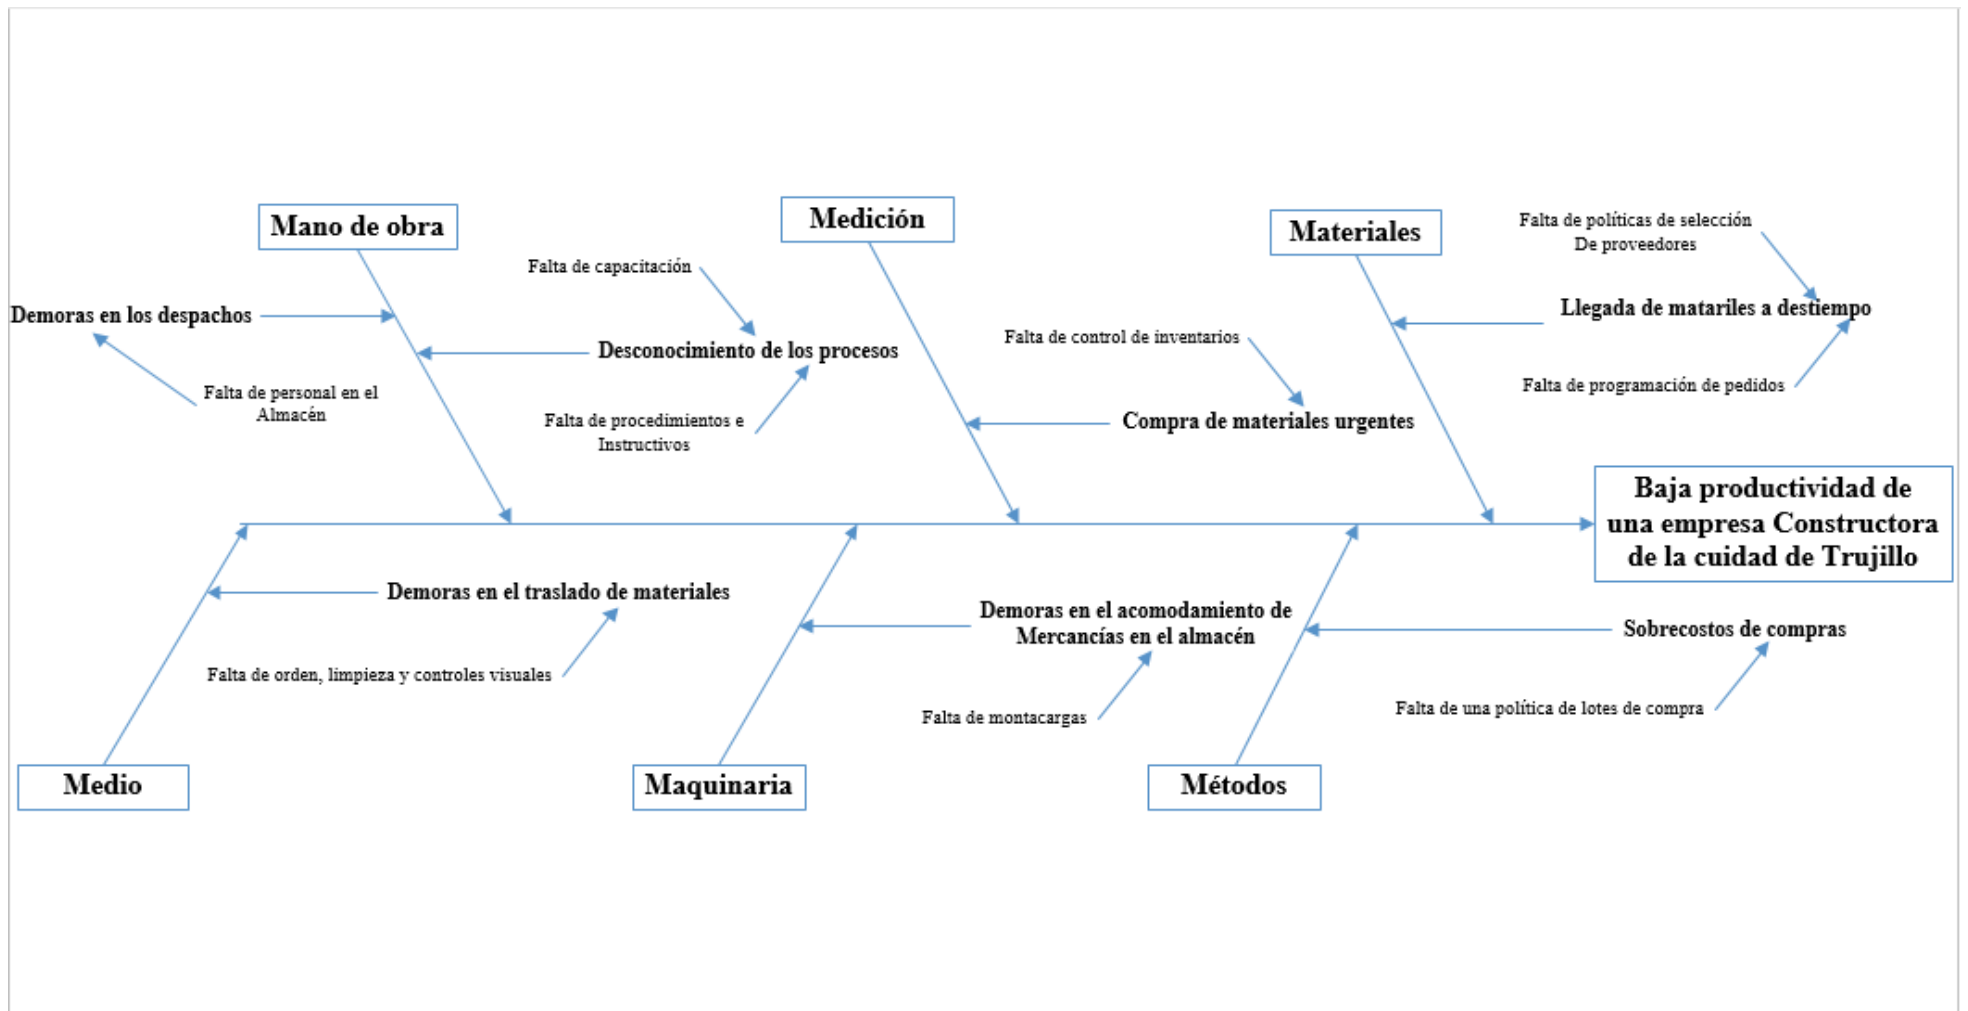 Mano de obra
Medición
Materiales
Falta de políticas de selección
De proveedores
Falta de capacitación
Demoras en los despachos
Llegada de matariles a destiempo
Falta de control de inventarios
Desconocimiento de los procesos
Falta de personal en el
Almacén
Falta de programación de pedidos
Falta de procedimientos e
Instructivos
Compra de materiales urgentes
Baja productividad de
una empresa Constructora
de la cuidad de Trujillo
Demoras en el traslado de materiales
Demoras en el acomodamiento de
Mercancías en el almacén
Sobrecostos de compras
Falta de orden, limpieza y controles visuales
Falta de montacargas
Falta de una política de lotes de compra
Medio
Maquinaria
Métodos